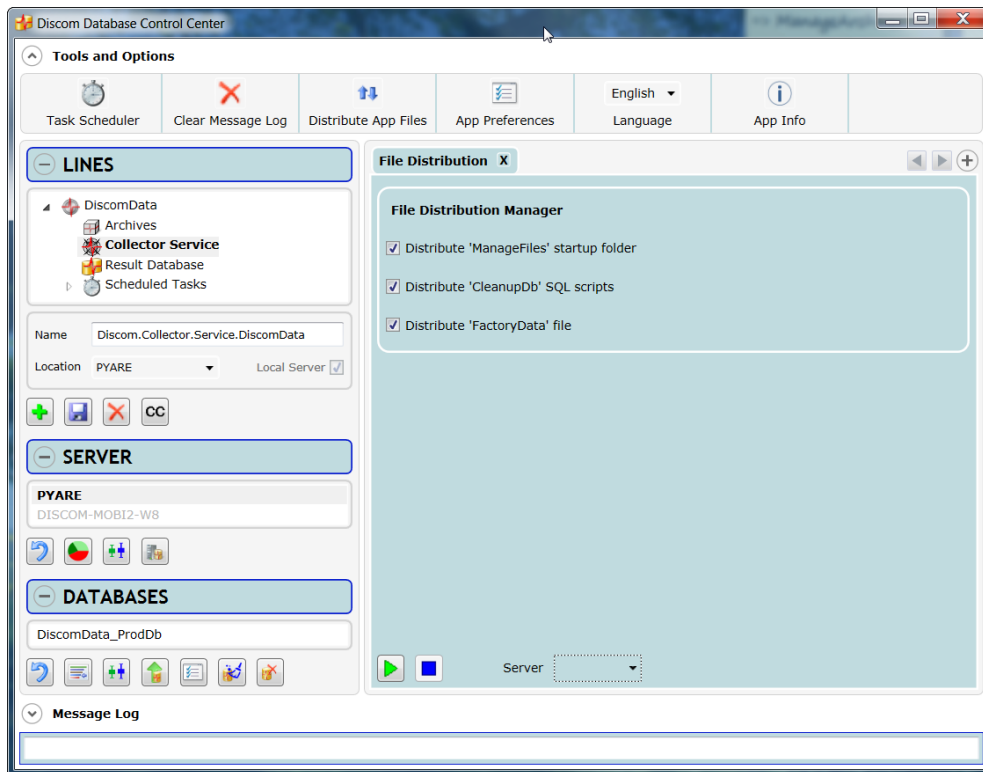 Discom Database Control Center
Tools and Options
Task Scheduler
Clear Message Log
Distribute App Files
App Preferences
English
Language
App Info
LINES
DiscomData
Archives
Collector Service
Result Database
Scheduled Tasks
Name Discom.Collector.Service.DiscomData
Location PYARE Local Server
CC
SERVER
PYARE
DISCOM-MOBI2-W8
DATABASES
DiscomData_ProdDb
File Distribution X
File Distribution Manager
Distribute 'ManageFiles' startup folder
Distribute 'CleanupDb' SQL scripts
Distribute 'FactoryData' file
Server
Message Log